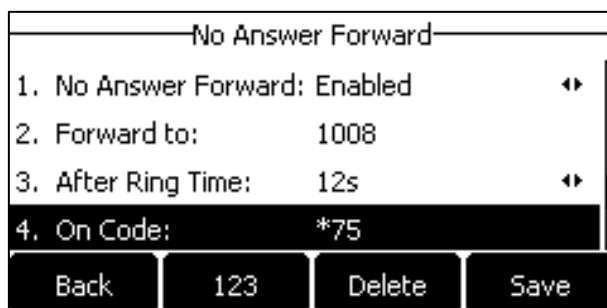 No Answer Forward
1. No Answer Forward: Enabled
2. Forward to: 1008
3. After Ring Time: 12s
4. On Code: *75
Back 123 Delete Save